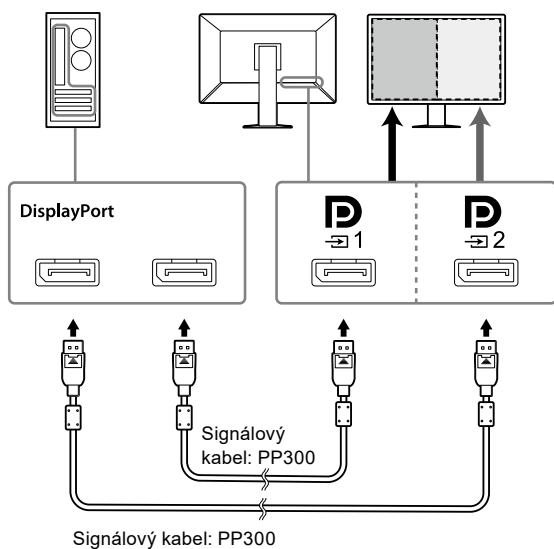 DisplayPort
1
2
Signálový
kabel: PP300
Signálový kabel: PP300